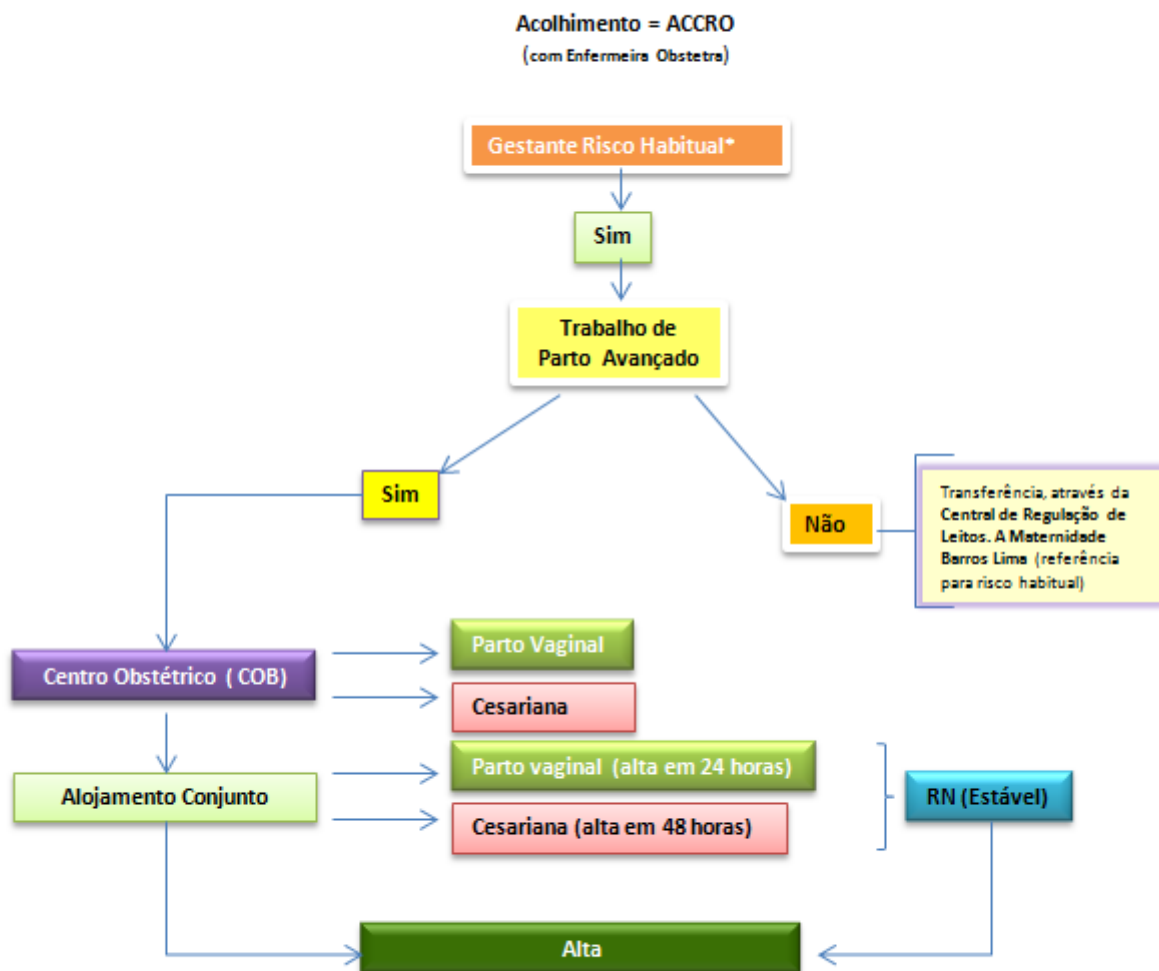 Acolhimento = ACCRO
(com Enfermeira Obstetra)
Gestante Risco Habitual*
Sim
Trabalho de
Parto Avançado
Sim
Não
Transferência, através da
Central de Regulação de
Leitos. A Maternidade
Barros Lima (referência
para risco habitual)
Centro Obstétrico ( COB)
Parto Vaginal
Cesariana
Alojamento Conjunto
Parto vaginal (alta em 24 horas)
Cesariana (alta em 48 horas)
RN (Estável)
Alta